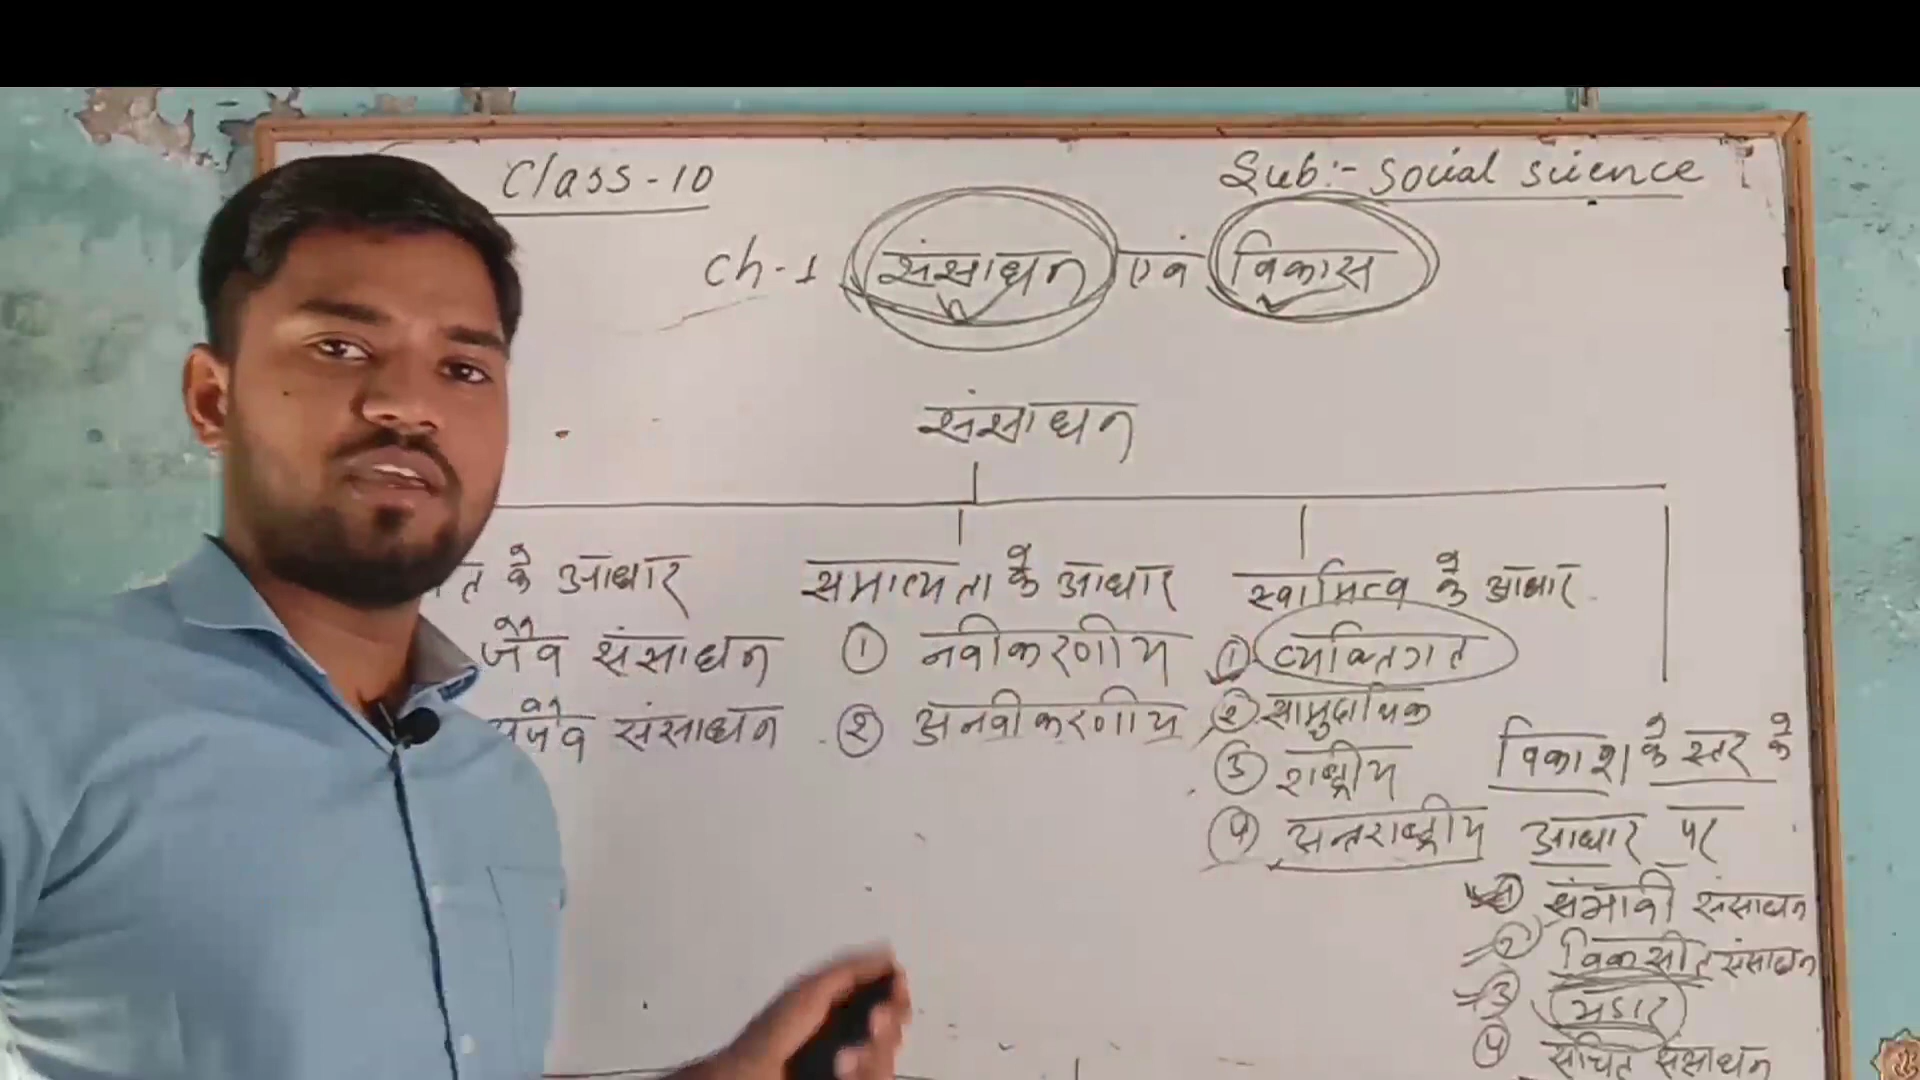 Class-10
Sub:- Social Science
Ch-1 संसाधन एवं विकास
संसाधन
के आधार
समाप्यता के आधार
स्वामित्व के आधार
जैव संसाधन
① नवीकरणीय
① व्यक्तिगत
संसाधन
② अनवीकरणीय
② सामुदायिक
③ राष्ट्रीय
④ अन्तराष्ट्रीय
विकाश के स्तर के
आधार पर
① संभावी संसाधन
② विकसीत संसाधन
③ भंडार
④ संचित संसाधन